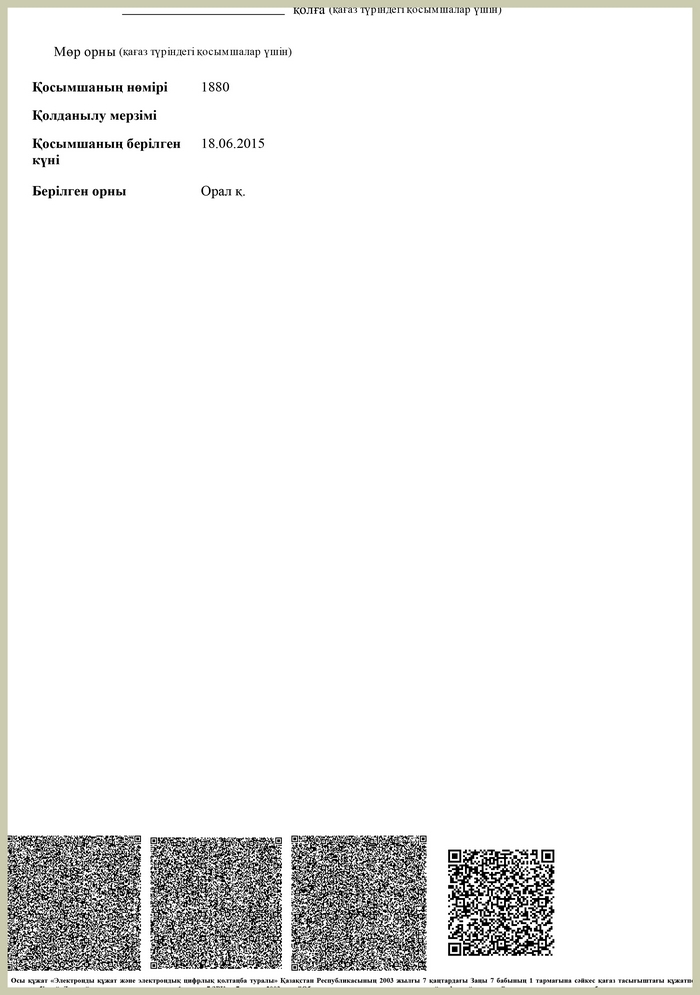 қолға (қағаз түріндегі қосымшалар үшін)
Мөр орны (қағаз түріндегі қосымшалар үшін)
Қосымшаның нөмірі 1880
Қолданылу мерзімі
Қосымшаның берілген күні 18.06.2015
Берілген орны Орал қ.
Осы құжат «Электронды құжат және электрондық цифрлық қолтаңба туралы» Қазақстан Республикасының 2003 жылғы 7 қаңтардағы Заңы 7 бабының 1 тармағына сәйкес қағаз тасығыштағы құжатпен